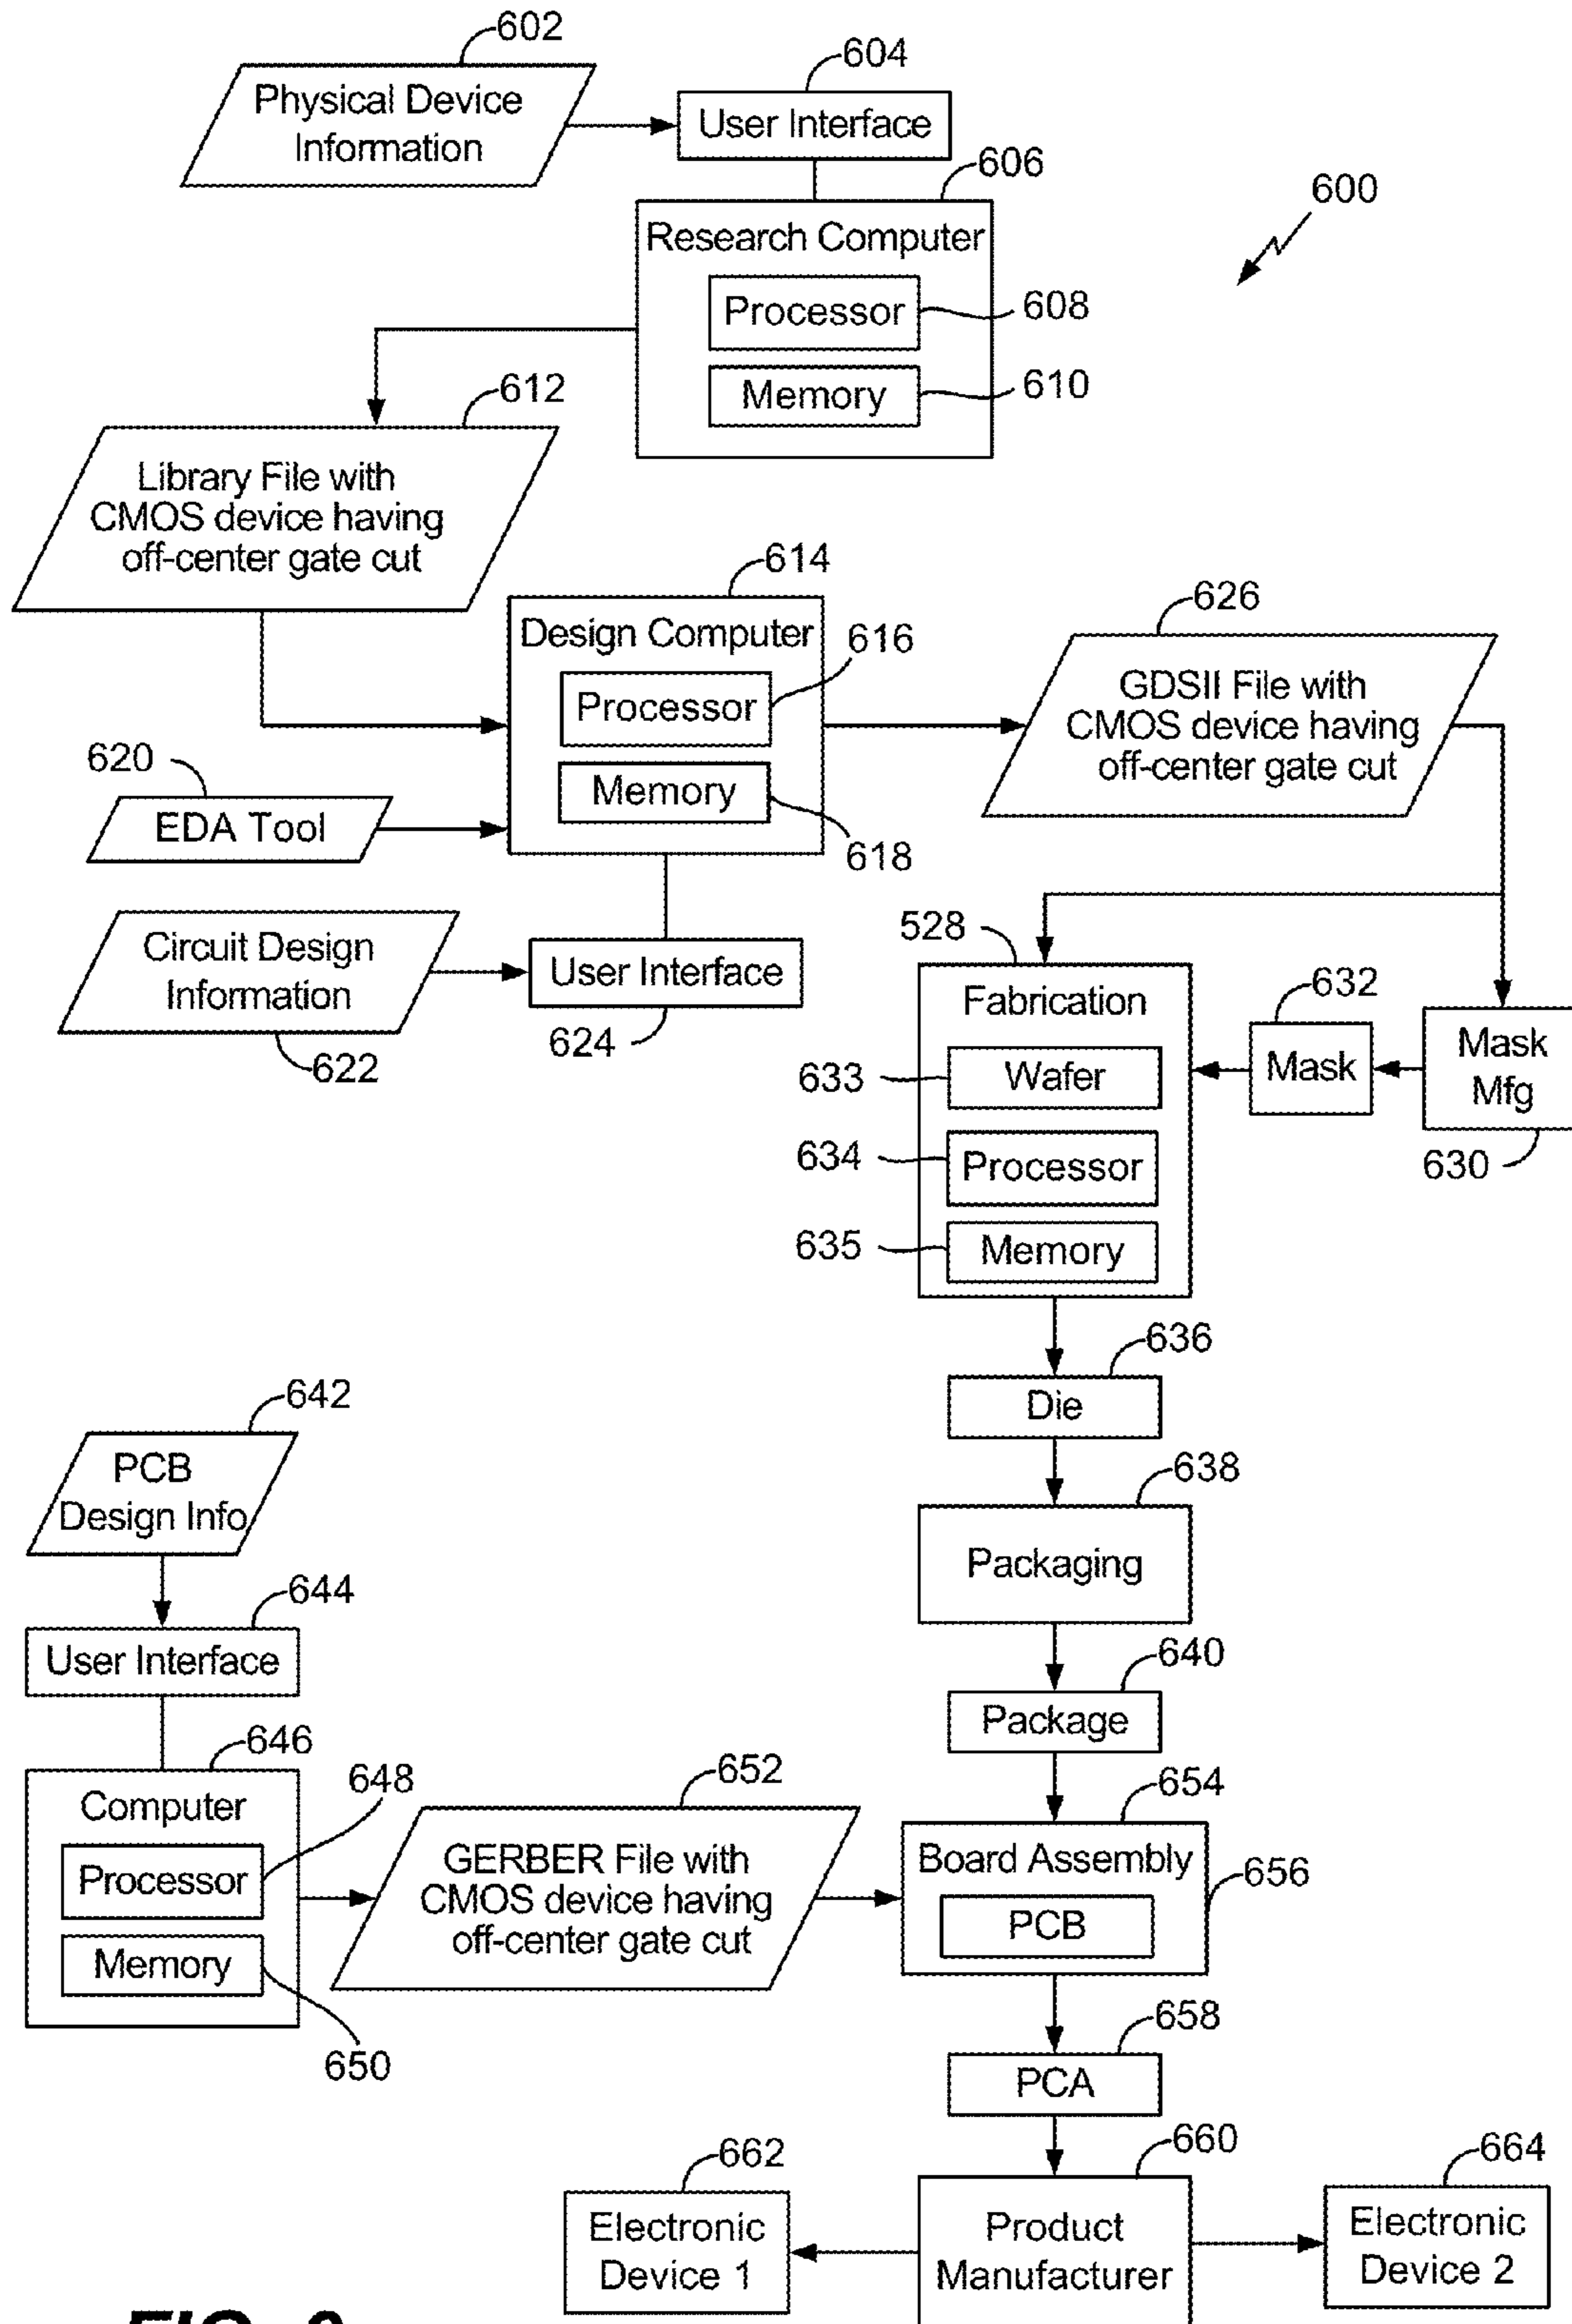 602
Physical Device
Information
604
User Interface
606
600
Research Computer
Processor
608
Memory
610
612
Library File with
CMOS device having
off-center gate cut
614
Design Computer
616
Processor
Memory
618
626
GDSII File with
CMOS device having
off-center gate cut
620
EDA Tool
Circuit Design
Information
622
User Interface
624
528
Fabrication
633
Wafer
634
Processor
635
Memory
632
Mask
Mask
Mfg
630
636
Die
638
Packaging
640
Package
642
PCB
Design Info
644
User Interface
646
Computer
648
Processor
Memory
650
652
GERBER File with
CMOS device having
off-center gate cut
654
Board Assembly
656
PCB
658
PCA
660
Product
Manufacturer
662
Electronic
Device 1
664
Electronic
Device 2